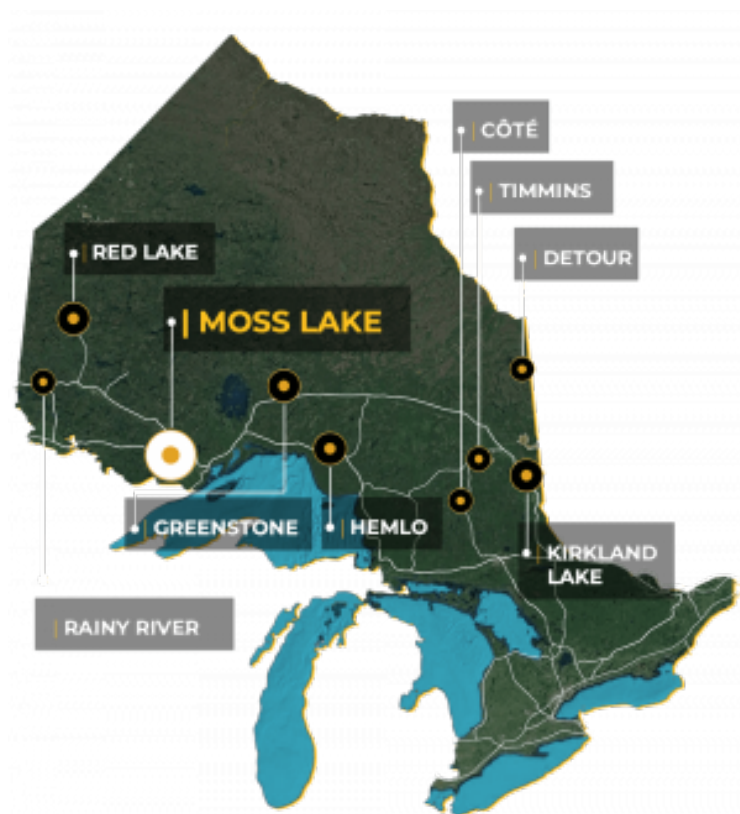 CÔTÉ
TIMMINS
RED LAKE
DETOUR
MOSS LAKE
GREENSTONE
HEMLO
KIRKLAND
LAKE
RAINY RIVER